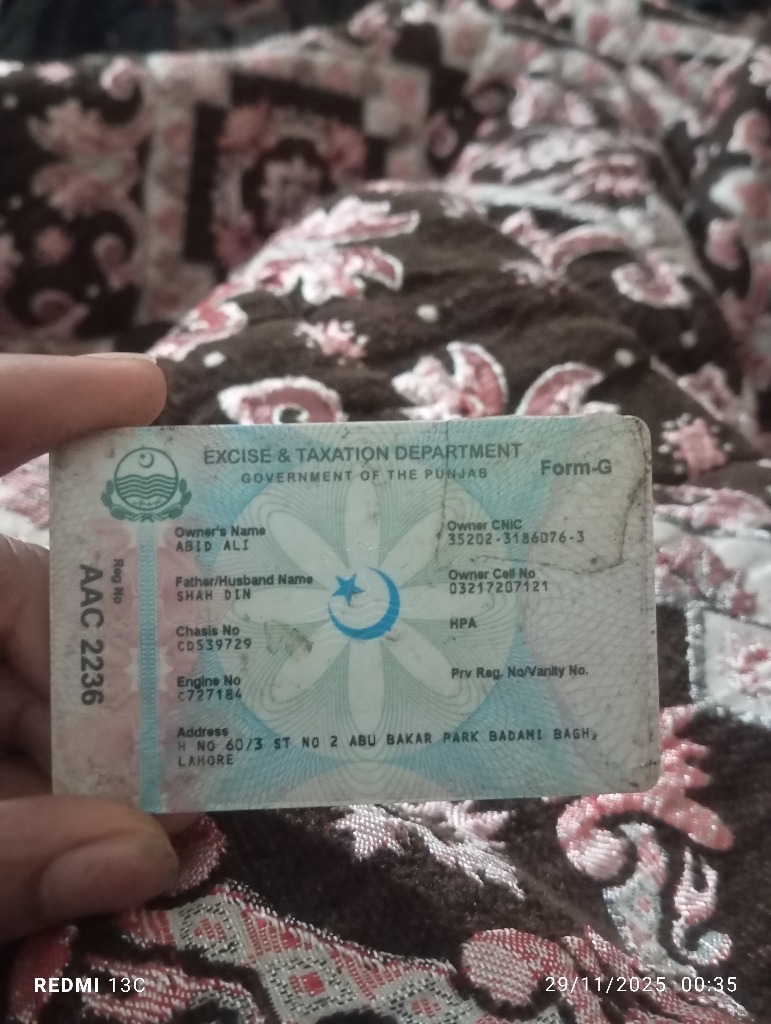 EXCISE & TAXATION DEPARTMENT
GOVERNMENT OF THE PUNJAB
Form-G
Reg No
AAC 2236
Owner's Name
ABID ALI
Owner CNIC
35202-3186076-3
Father/Husband Name
SHAH DIN
Owner Cell No
03217207121
Chasis No
CD539729
HPA
Engine No
C727184
Prv Reg. No/Vanity No.
Address
H NO 60/3 ST NO 2 ABU BAKAR PARK BADAMI BAGH,
LAHORE
REDMI 13C
29/11/2025 00:35